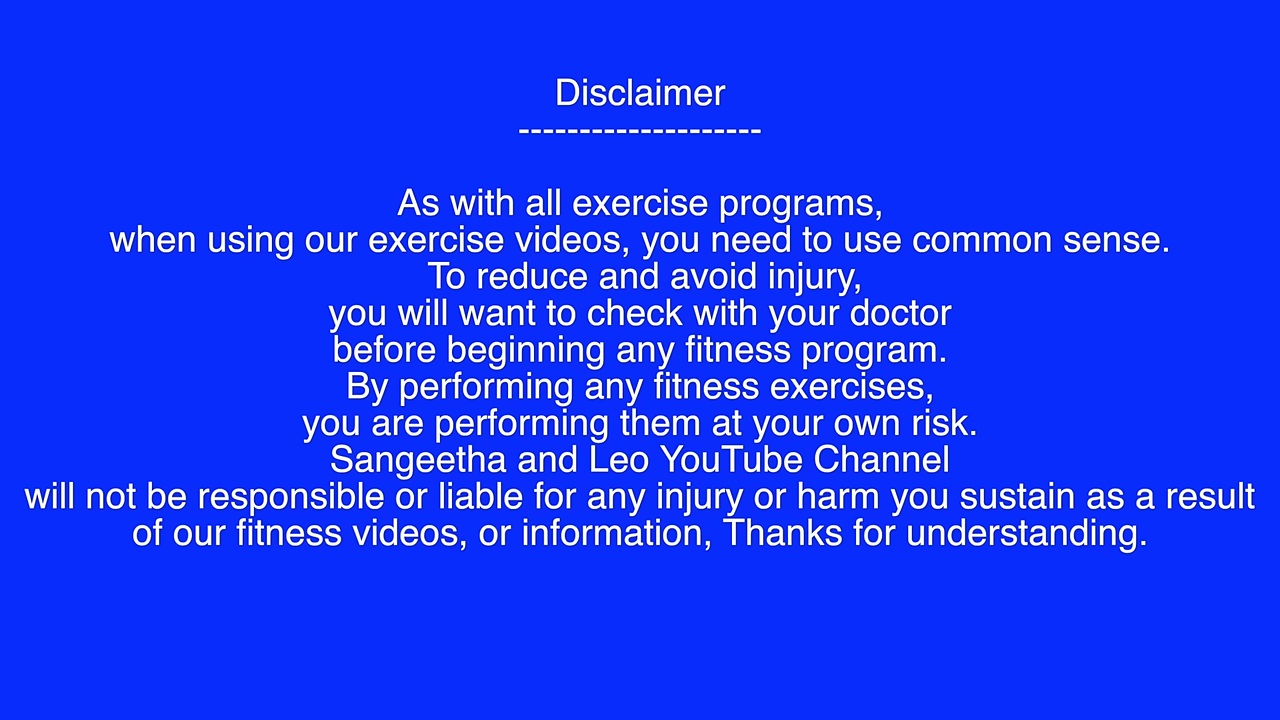 Disclaimer
--------------------
As with all exercise programs,
when using our exercise videos, you need to use common sense.
To reduce and avoid injury,
you will want to check with your doctor
before beginning any fitness program.
By performing any fitness exercises,
you are performing them at your own risk.
Sangeetha and Leo YouTube Channel
will not be responsible or liable for any injury or harm you sustain as a result
of our fitness videos, or information, Thanks for understanding.